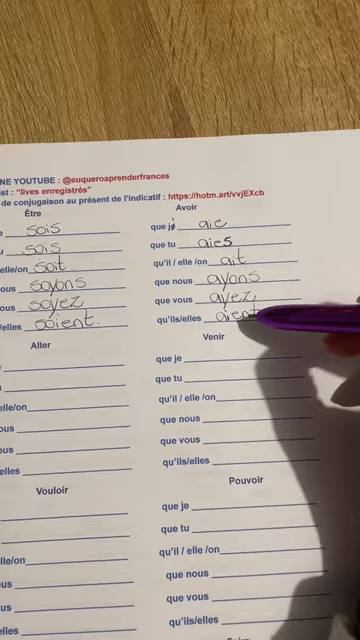 NE YOUTUBE : @euqueroaprenderfrances
ist : "lives enregistrés"
de conjugaison au présent de l'indicatif : https://hotm.art/vvjEXcb
Être
sois
u sois
elle/on soit
ous soyons
ous soyez
/elles soient.
Avoir
que j' aie
que tu aies
qu'il / elle /on ait
que nous ayons
que vous ayez,
qu'ils/elles aient
Aller
elle/on
ous
ous
elles
Venir
que je
que tu
qu'il / elle /on
que nous
que vous
qu'ils/elles
Vouloir
lle/on
us
us
elles
Pouvoir
que je
que tu
qu'il / elle /on
que nous
que vous
qu'ils/elles